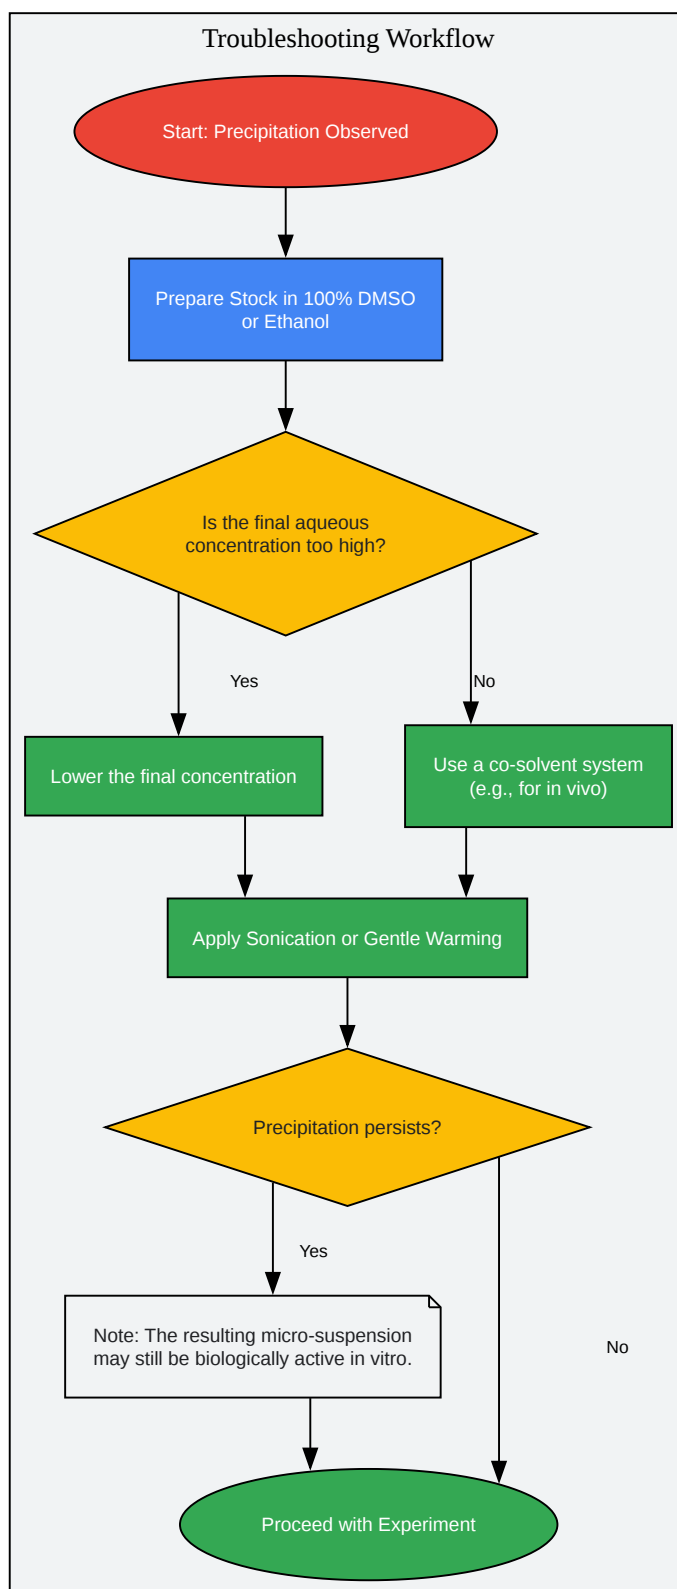 Troubleshooting Workflow
Start: Precipitation Observed
Prepare Stock in 100% DMSO
or Ethanol
Is the final aqueous
concentration too high?
Yes
No
Lower the final concentration
Use a co-solvent system
(e.g., for in vivo)
Apply Sonication or Gentle Warming
Precipitation persists?
Yes
Note: The resulting micro-suspension
may still be biologically active in vitro.
No
Proceed with Experiment